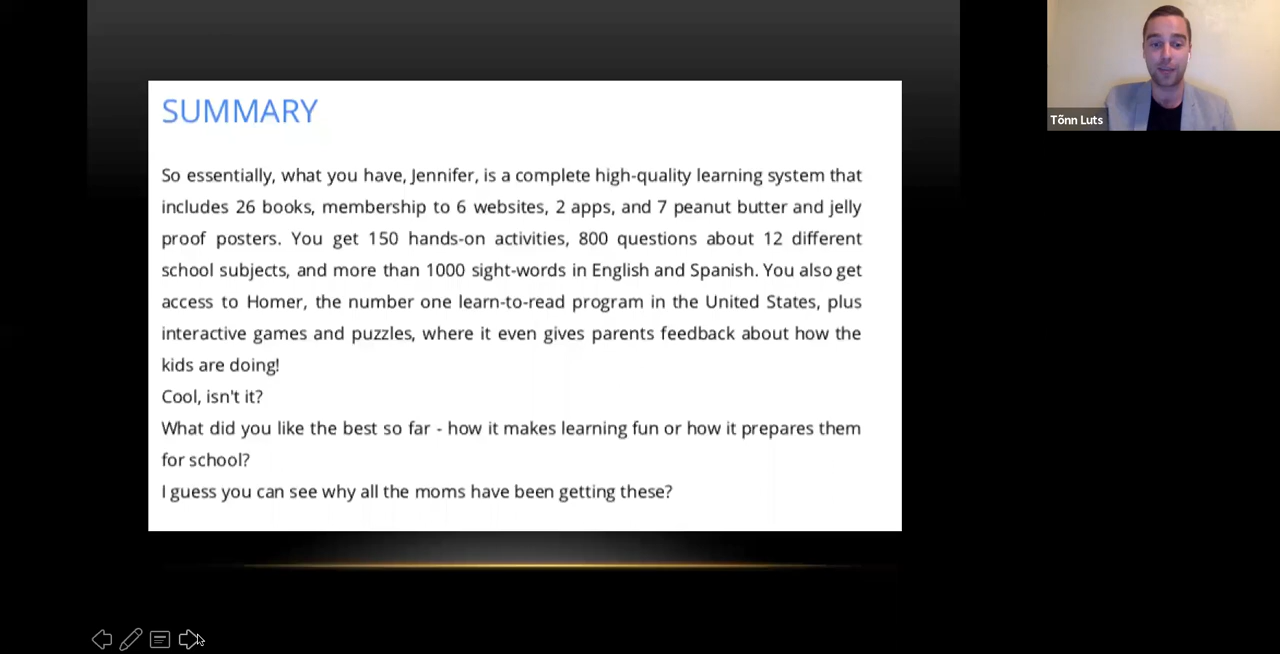 SUMMARY
So essentially, what you have, Jennifer, is a complete high-quality learning system that
includes 26 books, membership to 6 websites, 2 apps, and 7 peanut butter and jelly
proof posters. You get 150 hands-on activities, 800 questions about 12 different
school subjects, and more than 1000 sight-words in English and Spanish. You also get
access to Homer, the number one learn-to-read program in the United States, plus
interactive games and puzzles, where it even gives parents feedback about how the
kids are doing!
Cool, isn't it?
What did you like the best so far - how it makes learning fun or how it prepares them
for school?
I guess you can see why all the moms have been getting these?
Tõnn Luts